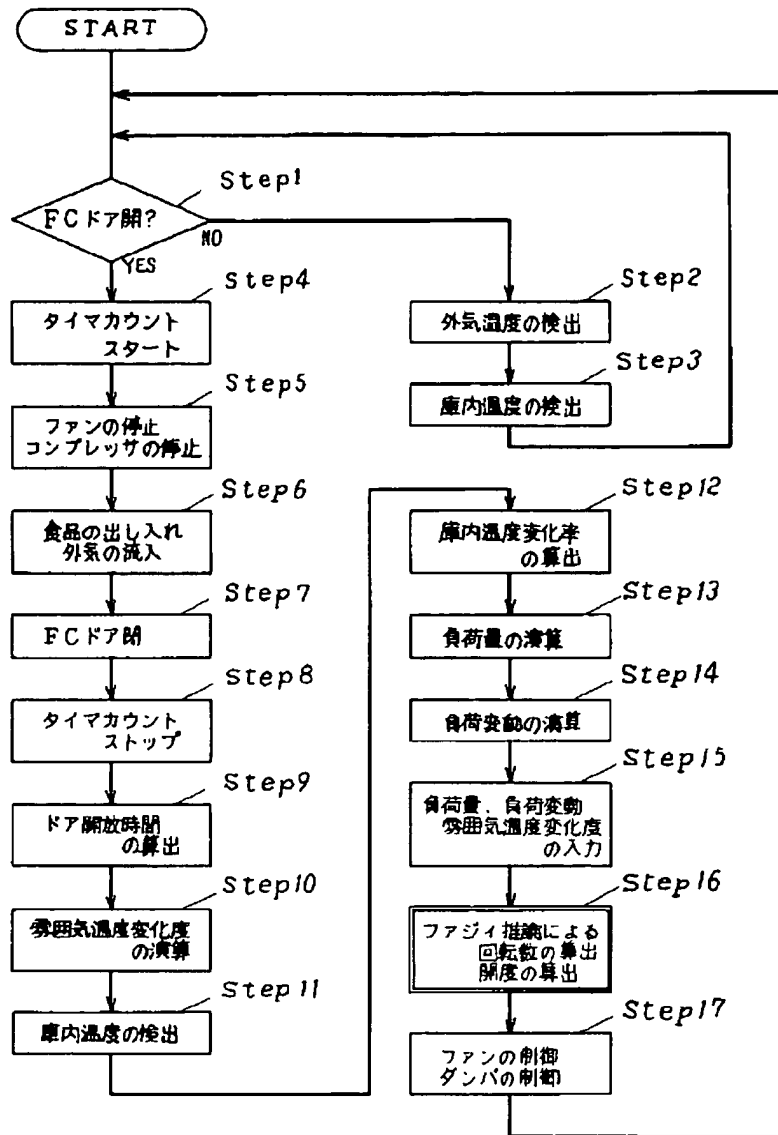 START
Step1
FCドア開?
NO
YES
Step4
タイマカウント
スタート
Step5
ファンの停止
コンプレッサの停止
Step6
食品の出し入れ
外気の流入
Step7
FCドア閉
Step8
タイマカウント
ストップ
Step9
ドア開放時間
の算出
Step10
雰囲気温度変化度
の演算
Step11
庫内温度の検出
Step2
外気温度の検出
Step3
庫内温度の検出
Step12
庫内温度変化率
の算出
Step13
負荷量の演算
Step14
負荷変動の演算
Step15
負荷量、負荷変動
雰囲気温度変化度
の入力
Step16
ファジィ推論による
回転数の算出
開度の算出
Step17
ファンの制御
ダンパの制御